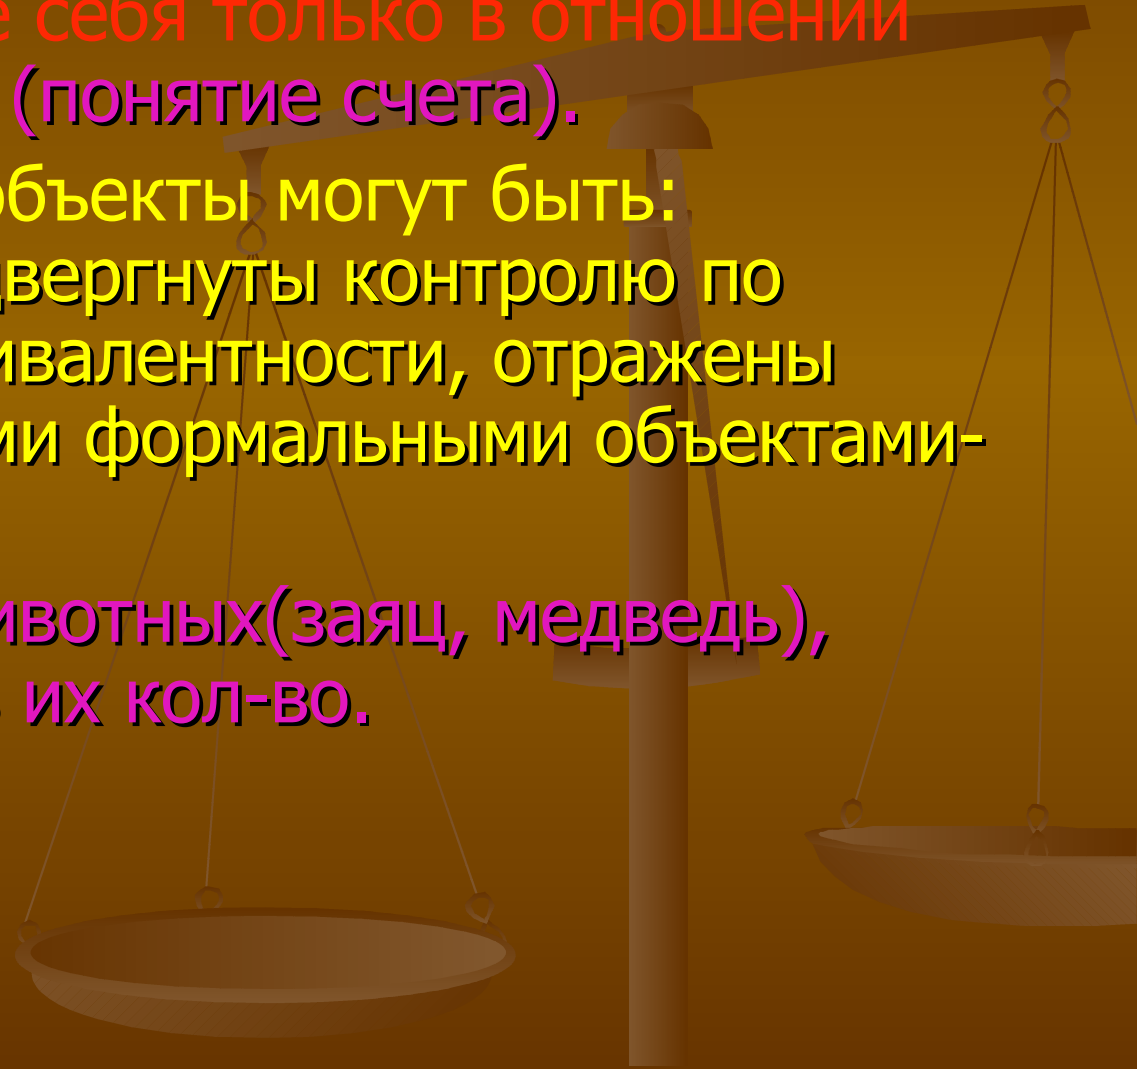 себя только в отношении
(понятие счета).
объекты могут быть:
двергнуты контролю по
ивалентности, отражены
ми формальными объектами-
ивотных(заяц, медведь),
их кол-во.